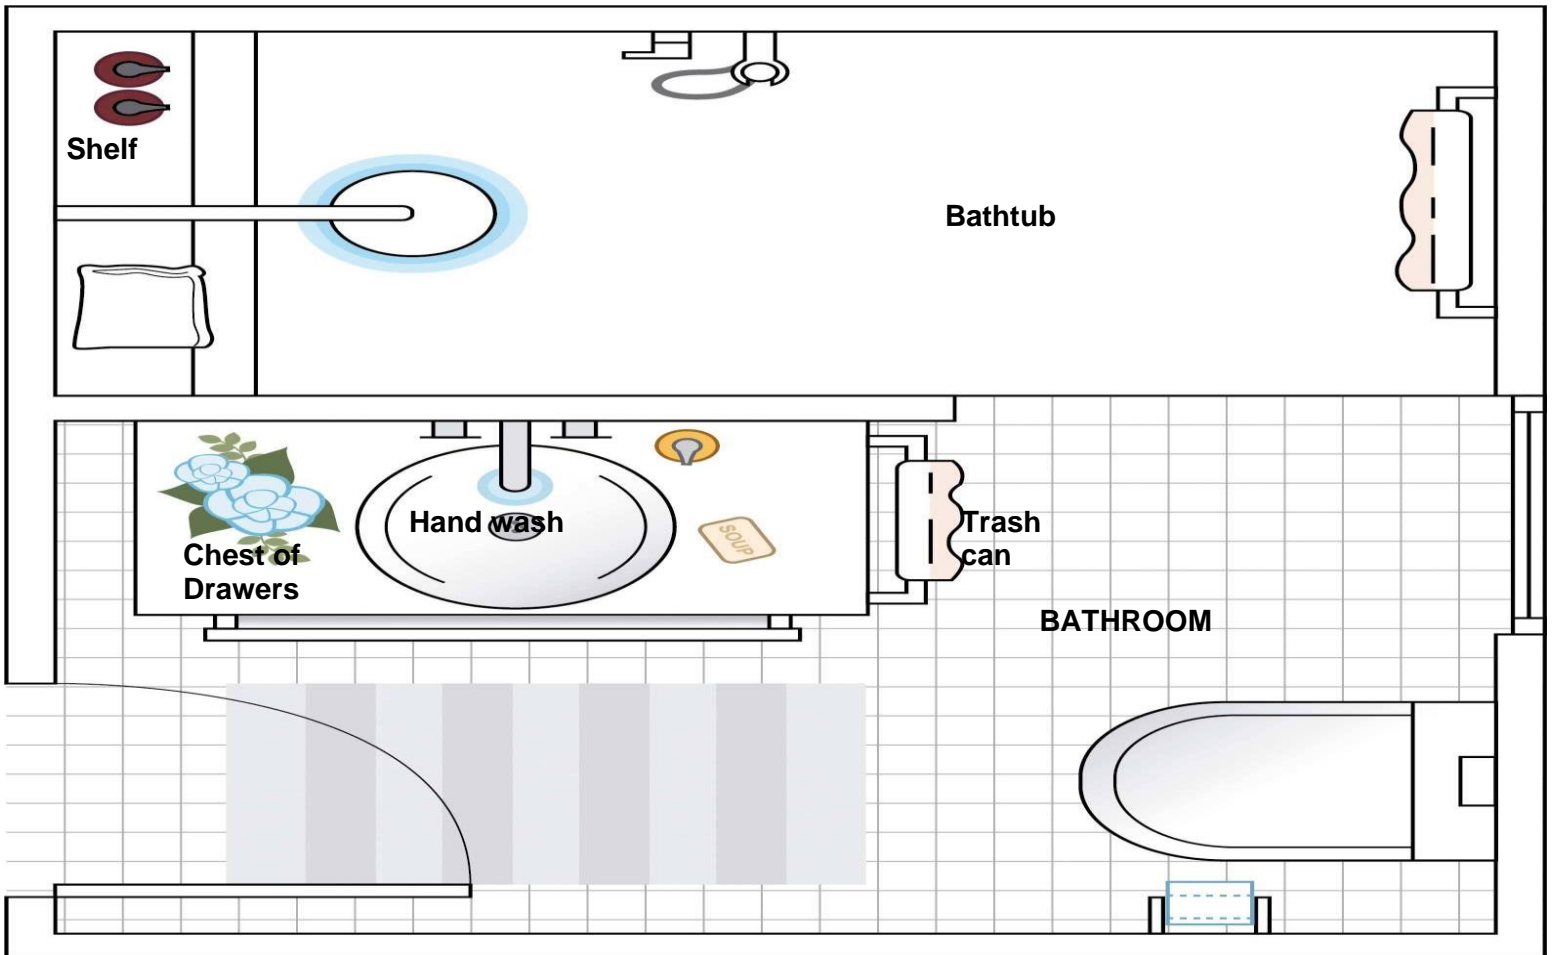 Shelf
Bathtub
Hand wash
SOUP
Trash
can
Chest of
Drawers
BATHROOM